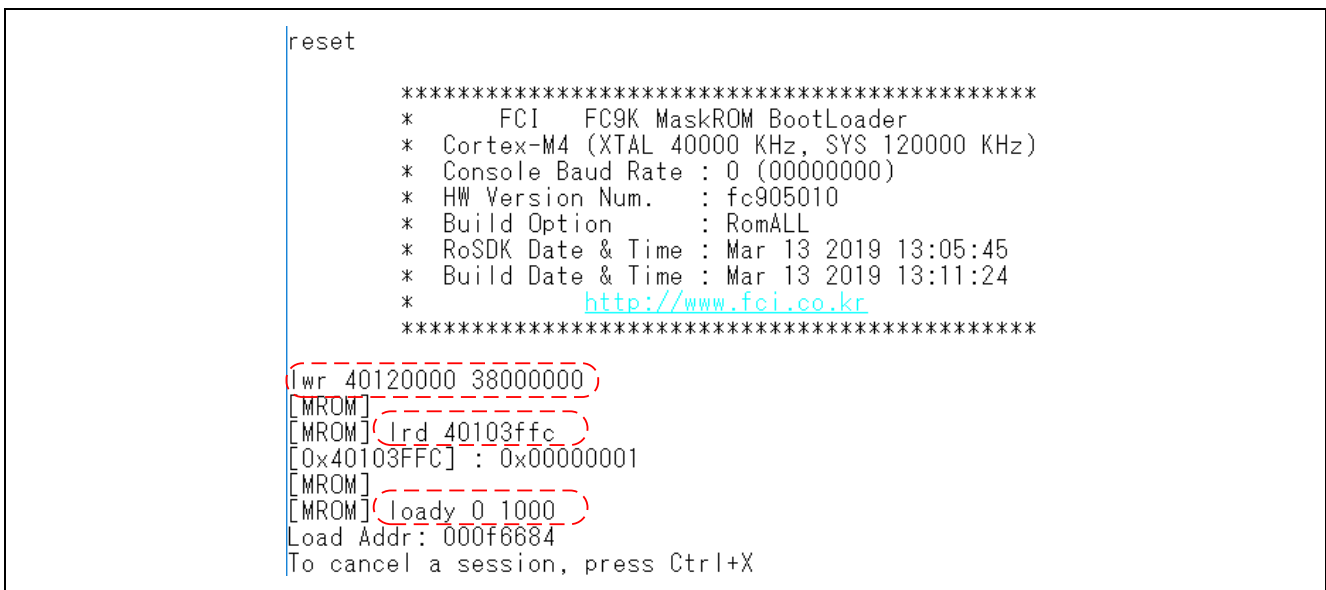 reset
***********************************************
* FCI FC9K MaskROM BootLoader
* Cortex-M4 (XTAL 40000 KHz, SYS 120000 KHz)
* Console Baud Rate : 0 (00000000)
* HW Version Num. : fc905010
* Build Option : RomALL
* RoSDK Date & Time : Mar 13 2019 13:05:45
* Build Date & Time : Mar 13 2019 13:11:24
* http://www.fci.co.kr
***********************************************
lwr 40120000 38000000
[MROM]
[MROM] lrd 40103ffc
[0x40103FFC] : 0x00000001
[MROM]
[MROM] loady 0 1000
Load Addr: 000f6684
To cancel a session, press Ctrl+X